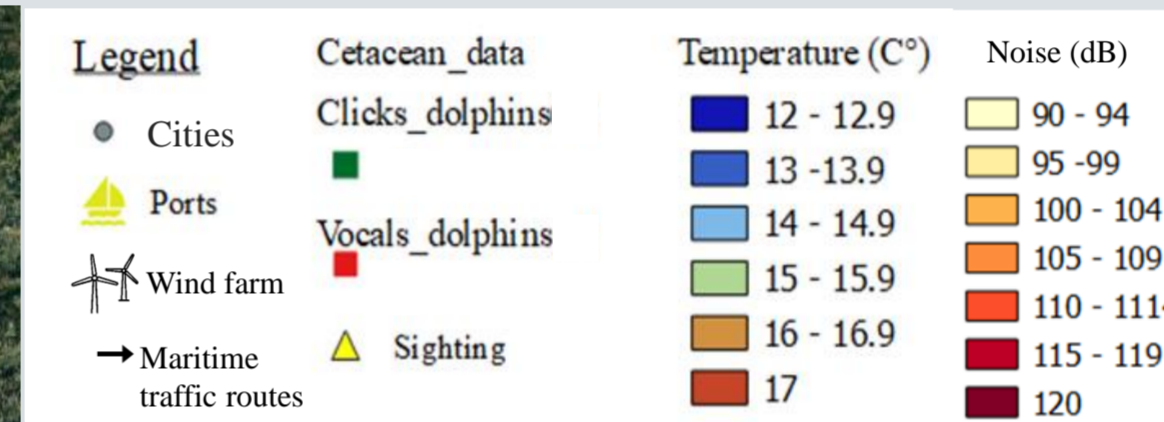 Legend
Cities
Ports
Wind farm
Maritime
traffic routes
Cetacean_data
Clicks_dolphins
Vocals_dolphins
Sighting
Temperature (C°)
12 - 12.9
13 -13.9
14 - 14.9
15 - 15.9
16 - 16.9
17
Noise (dB)
90 - 94
95 -99
100 - 104
105 - 109
110 - 111
115 - 119
120